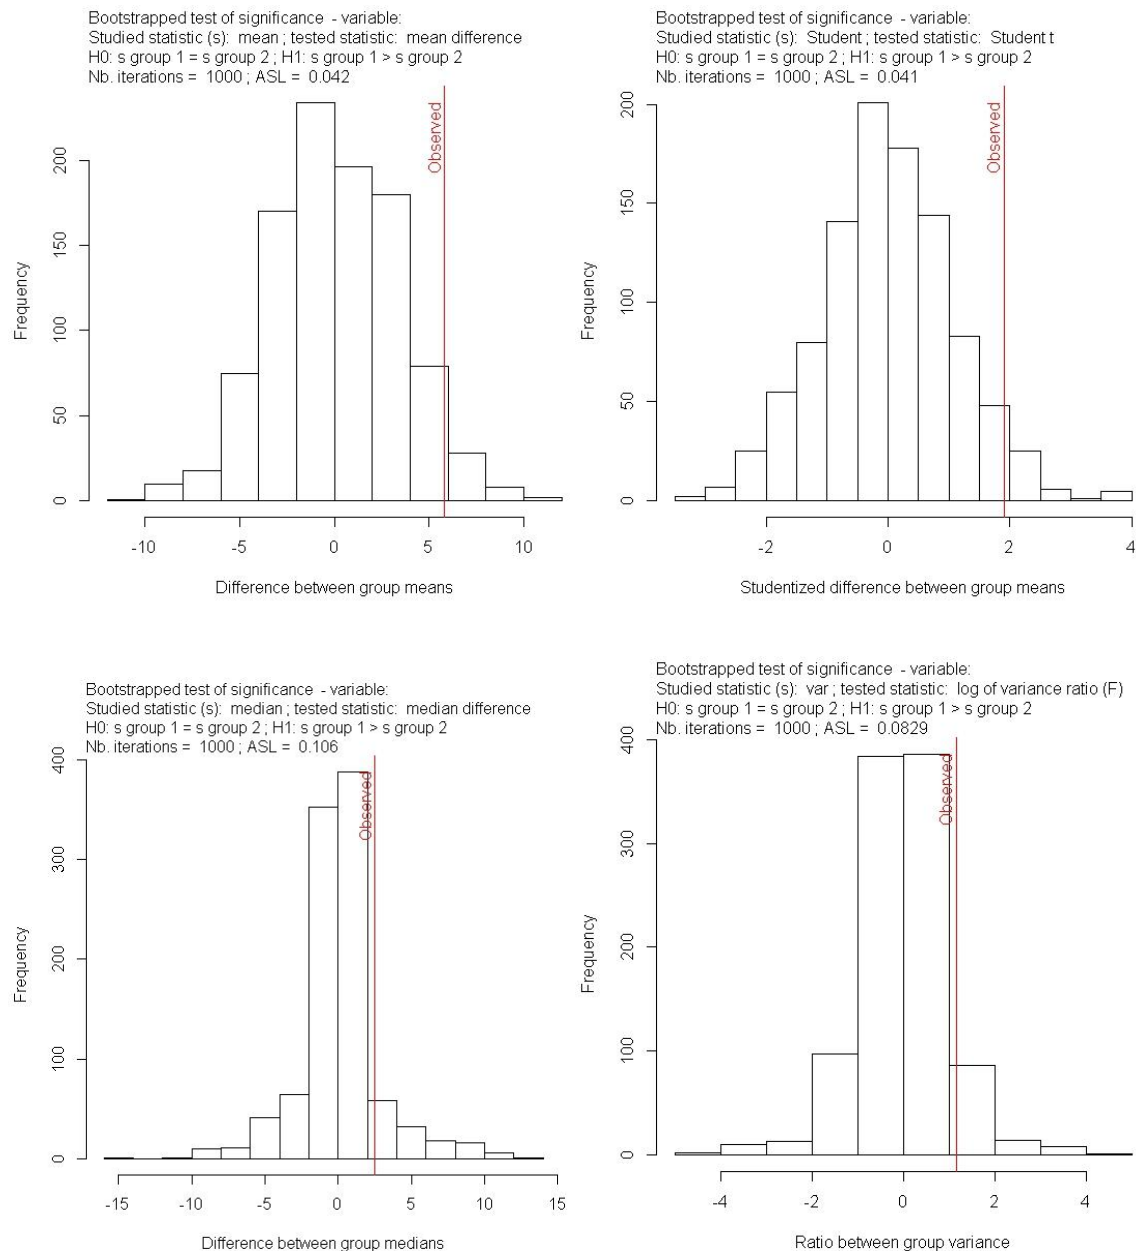 Bootstrapped test of significance - variable:
Studied statistic (s): mean ; tested statistic: mean difference
H0: s group 1 = s group 2 ; H1: s group 1 > s group 2
Nb. iterations = 1000 ; ASL = 0.042
Observed
Frequency
0
50
100
150
200
-10
-5
0
5
10
Difference between group means
Bootstrapped test of significance - variable:
Studied statistic (s): Student ; tested statistic: Student t
H0: s group 1 = s group 2 ; H1: s group 1 > s group 2
Nb. iterations = 1000 ; ASL = 0.041
Observed
Frequency
0
50
100
150
200
-2
0
2
4
Studentized difference between group means
Bootstrapped test of significance - variable:
Studied statistic (s): median ; tested statistic: median difference
H0: s group 1 = s group 2 ; H1: s group 1 > s group 2
Nb. iterations = 1000 ; ASL = 0.106
Observed
Frequency
0
100
200
300
400
-15
-10
-5
0
5
10
15
Difference between group medians
Bootstrapped test of significance - variable:
Studied statistic (s): var ; tested statistic: log of variance ratio (F)
H0: s group 1 = s group 2 ; H1: s group 1 > s group 2
Nb. iterations = 1000 ; ASL = 0.0829
Observed
Frequency
0
100
200
300
400
-4
-2
0
2
4
Ratio between group variance